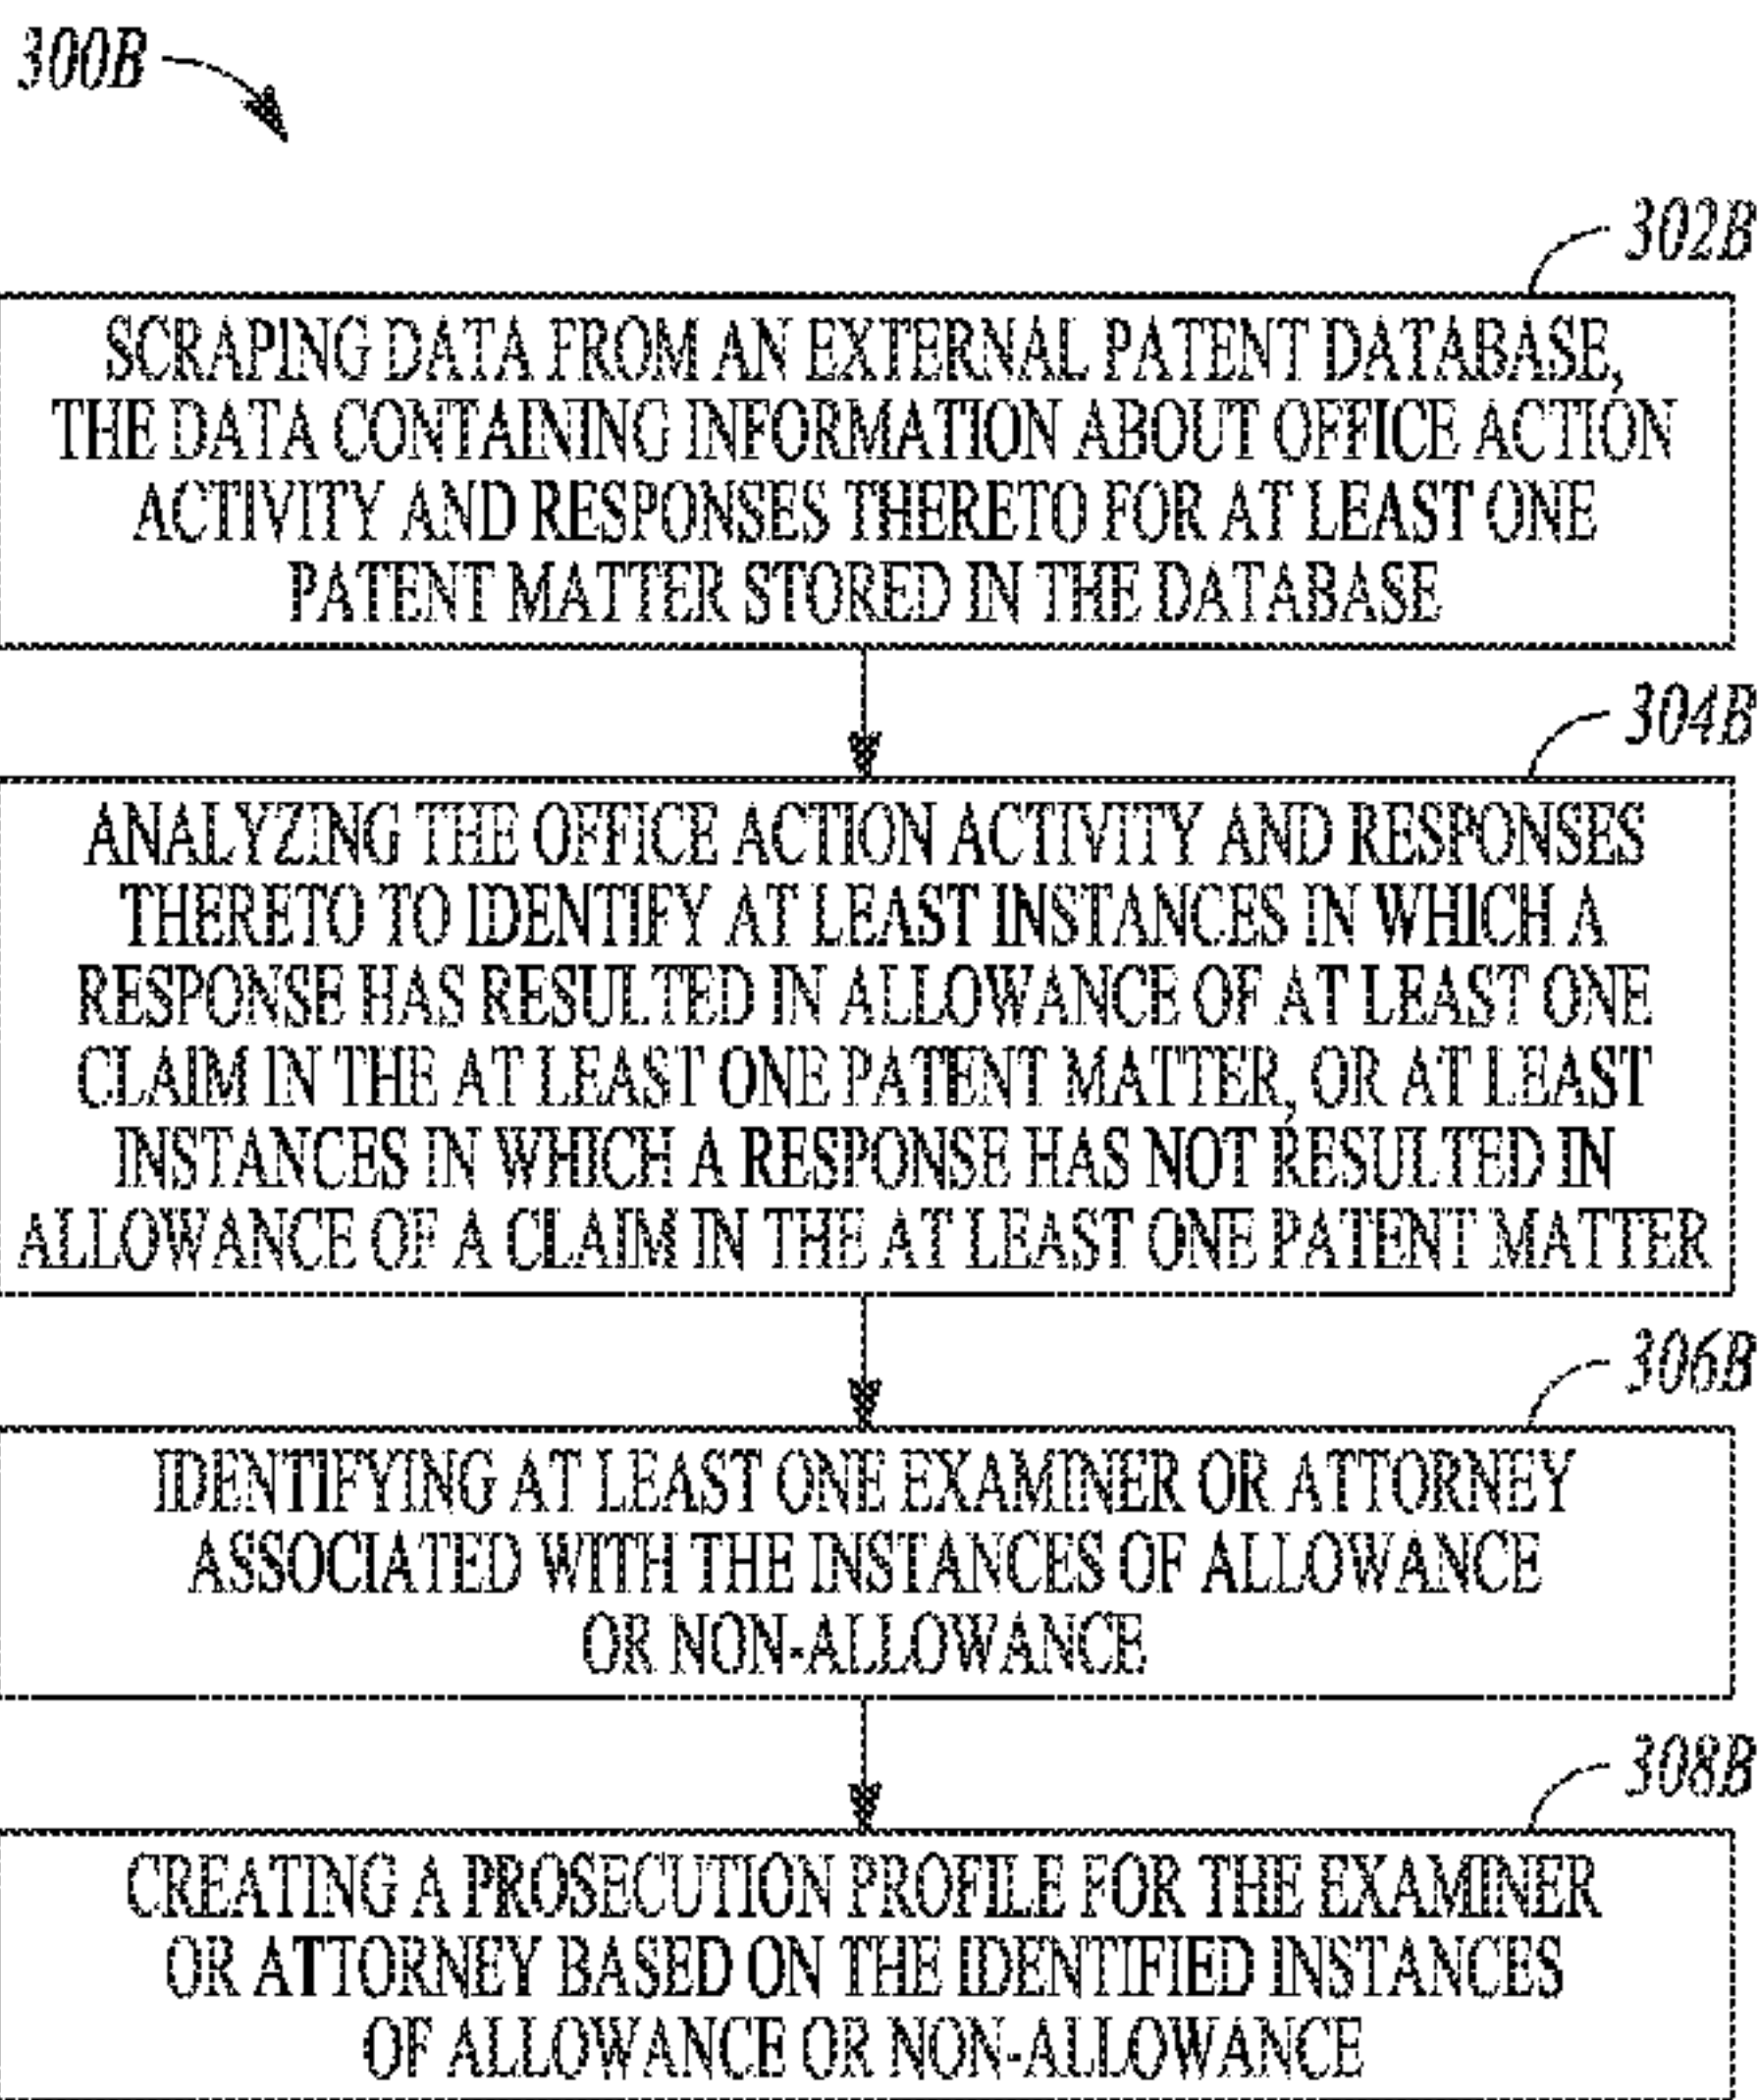 300B
302B
SCRAPING DATA FROM AN EXTERNAL PATENT DATABASE,
THE DATA CONTAINING INFORMATION ABOUT OFFICE ACTION
ACTIVITY AND RESPONSES THERETO FOR AT LEAST ONE
PATENT MATTER STORED IN THE DATABASE
304B
ANALYZING THE OFFICE ACTION ACTIVITY AND RESPONSES
THERETO TO IDENTIFY AT LEAST INSTANCES IN WHICH A
RESPONSE HAS RESULTED IN ALLOWANCE OF AT LEAST ONE
CLAIM IN THE AT LEAST ONE PATENT MATTER, OR AT LEAST
INSTANCES IN WHICH A RESPONSE HAS NOT RESULTED IN
ALLOWANCE OF A CLAIM IN THE AT LEAST ONE PATENT MATTER
306B
IDENTIFYING AT LEAST ONE EXAMINER OR ATTORNEY
ASSOCIATED WITH THE INSTANCES OF ALLOWANCE
OR NON-ALLOWANCE
308B
CREATING A PROSECUTION PROFILE FOR THE EXAMINER
OR ATTORNEY BASED ON THE IDENTIFIED INSTANCES
OF ALLOWANCE OR NON-ALLOWANCE